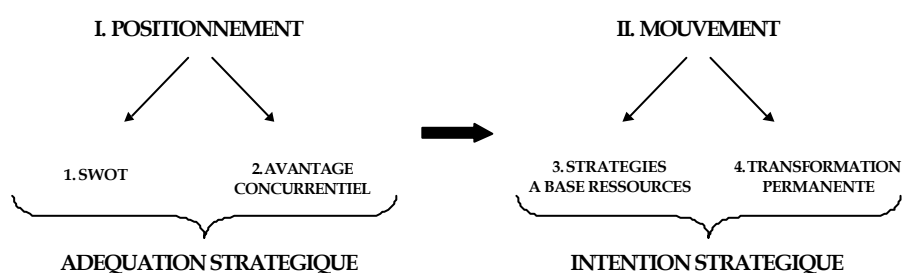 I. POSITIONNEMENT
II. MOUVEMENT
1. SWOT
2. AVANTAGE
CONCURRENTIEL
3. STRATEGIES
A BASE RESSOURCES
4. TRANSFORMATION
PERMANENTE
ADEQUATION STRATEGIQUE
INTENTION STRATEGIQUE